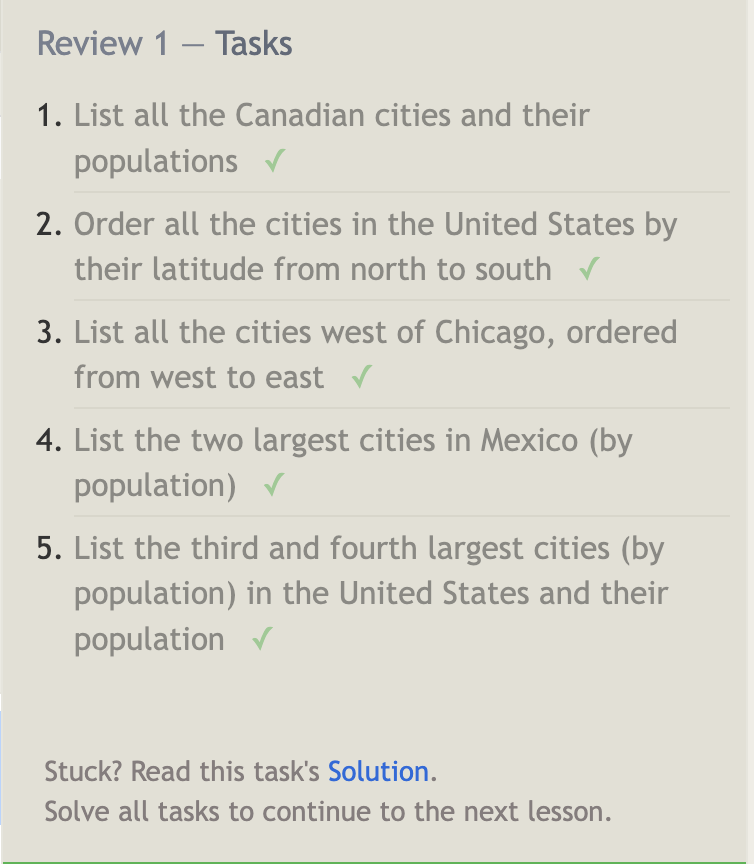 Review 1 — Tasks
1. List all the Canadian cities and their
populations ✓
2. Order all the cities in the United States by
their latitude from north to south ✓
3. List all the cities west of Chicago, ordered
from west to east ✓
4. List the two largest cities in Mexico (by
population) ✓
5. List the third and fourth largest cities (by
population) in the United States and their
population ✓
Stuck? Read this task's Solution.
Solve all tasks to continue to the next lesson.